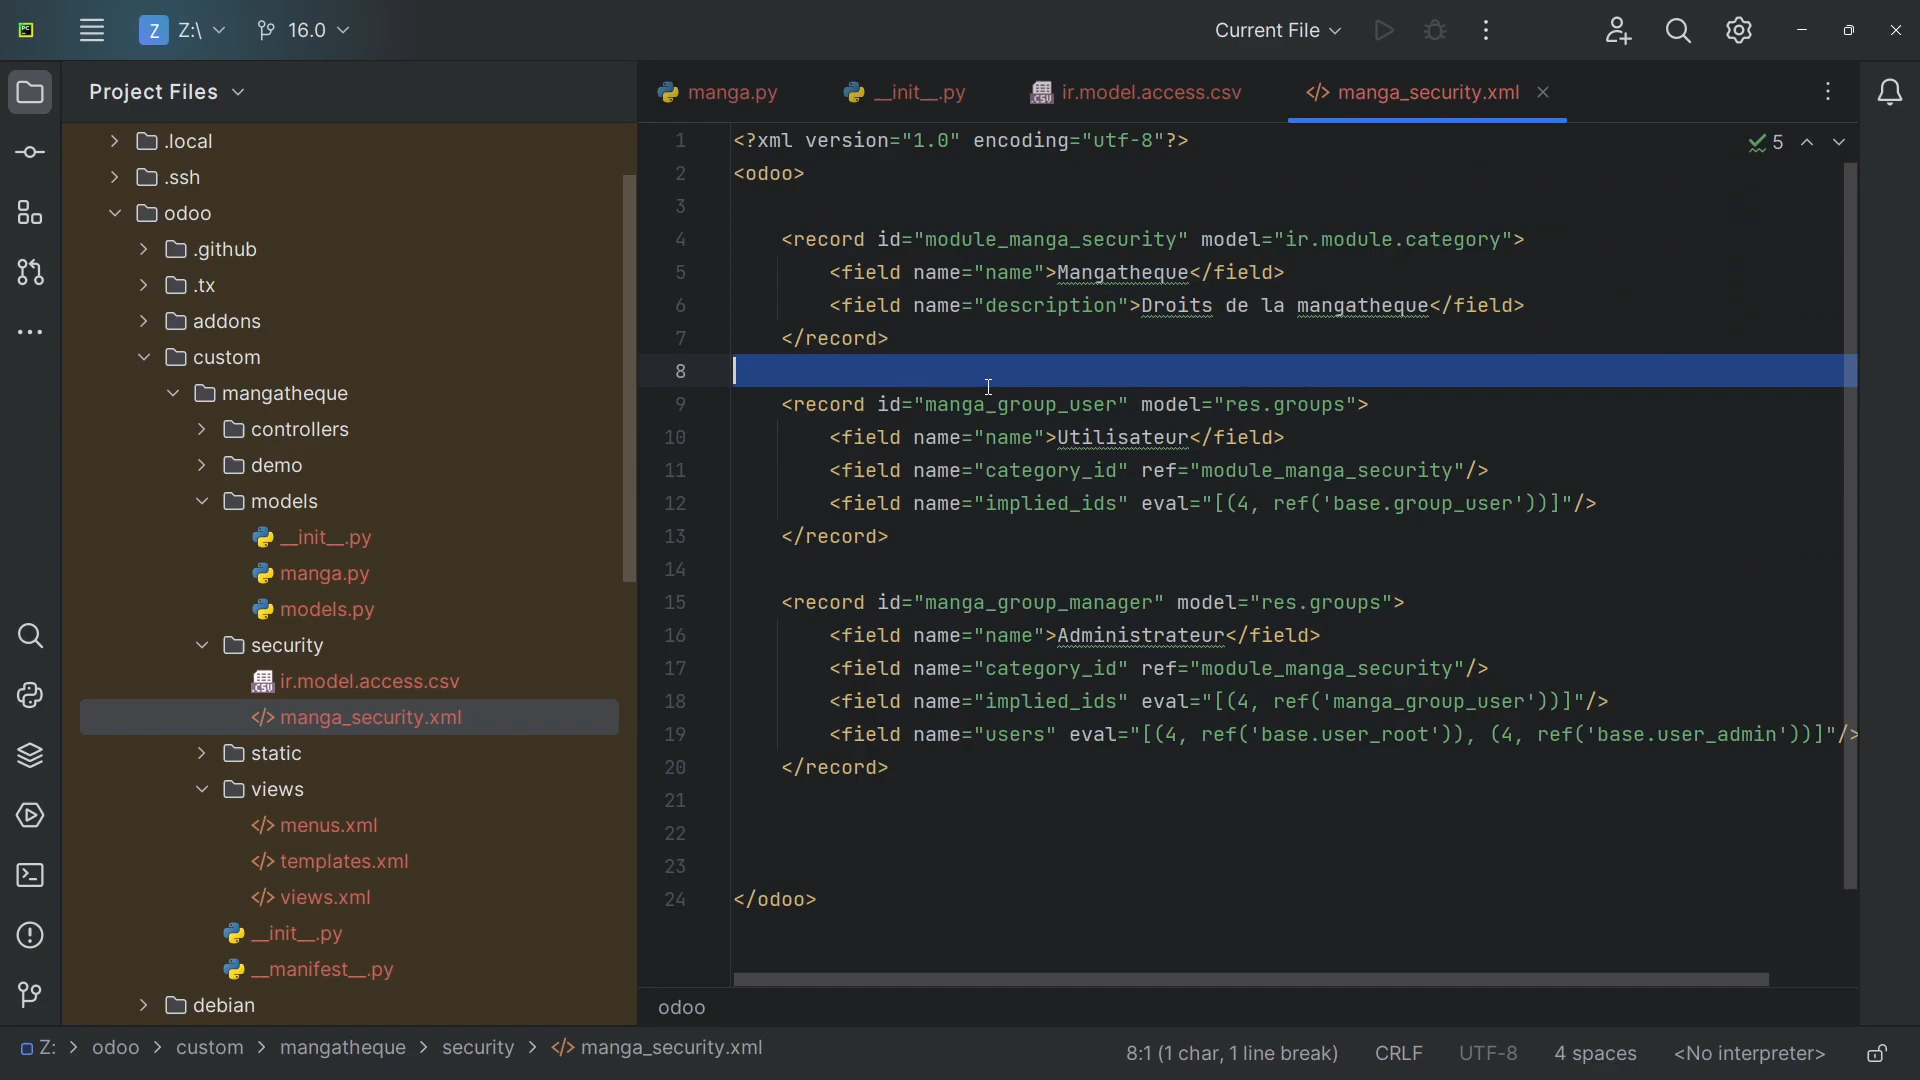 PC
Z Z:\ 16.0 Current File
Project Files manga.py __init__.py ir.model.access.csv </> manga_security.xml
.local
.ssh
odoo
.github
.tx
addons
custom
mangatheque
controllers
demo
models
__init__.py
manga.py
models.py
security
ir.model.access.csv
</> manga_security.xml
static
views
</> menus.xml
</> templates.xml
</> views.xml
__init__.py
__manifest__.py
debian
5
1 <?xml version="1.0" encoding="utf-8"?>
2 <odoo>
3
4 <record id="module_manga_security" model="ir.module.category">
5 <field name="name">Mangatheque</field>
6 <field name="description">Droits de la mangatheque</field>
7 </record>
8
9 <record id="manga_group_user" model="res.groups">
10 <field name="name">Utilisateur</field>
11 <field name="category_id" ref="module_manga_security"/>
12 <field name="implied_ids" eval="[(4, ref('base.group_user'))]"/>
13 </record>
14
15 <record id="manga_group_manager" model="res.groups">
16 <field name="name">Administrateur</field>
17 <field name="category_id" ref="module_manga_security"/>
18 <field name="implied_ids" eval="[(4, ref('manga_group_user'))]"/>
19 <field name="users" eval="[(4, ref('base.user_root')), (4, ref('base.user_admin'))]"/>
20 </record>
21
22
23
24 </odoo>
odoo
Z: > odoo > custom > mangatheque > security > </> manga_security.xml 8:1 (1 char, 1 line break) CRLF UTF-8 4 spaces <No interpreter>